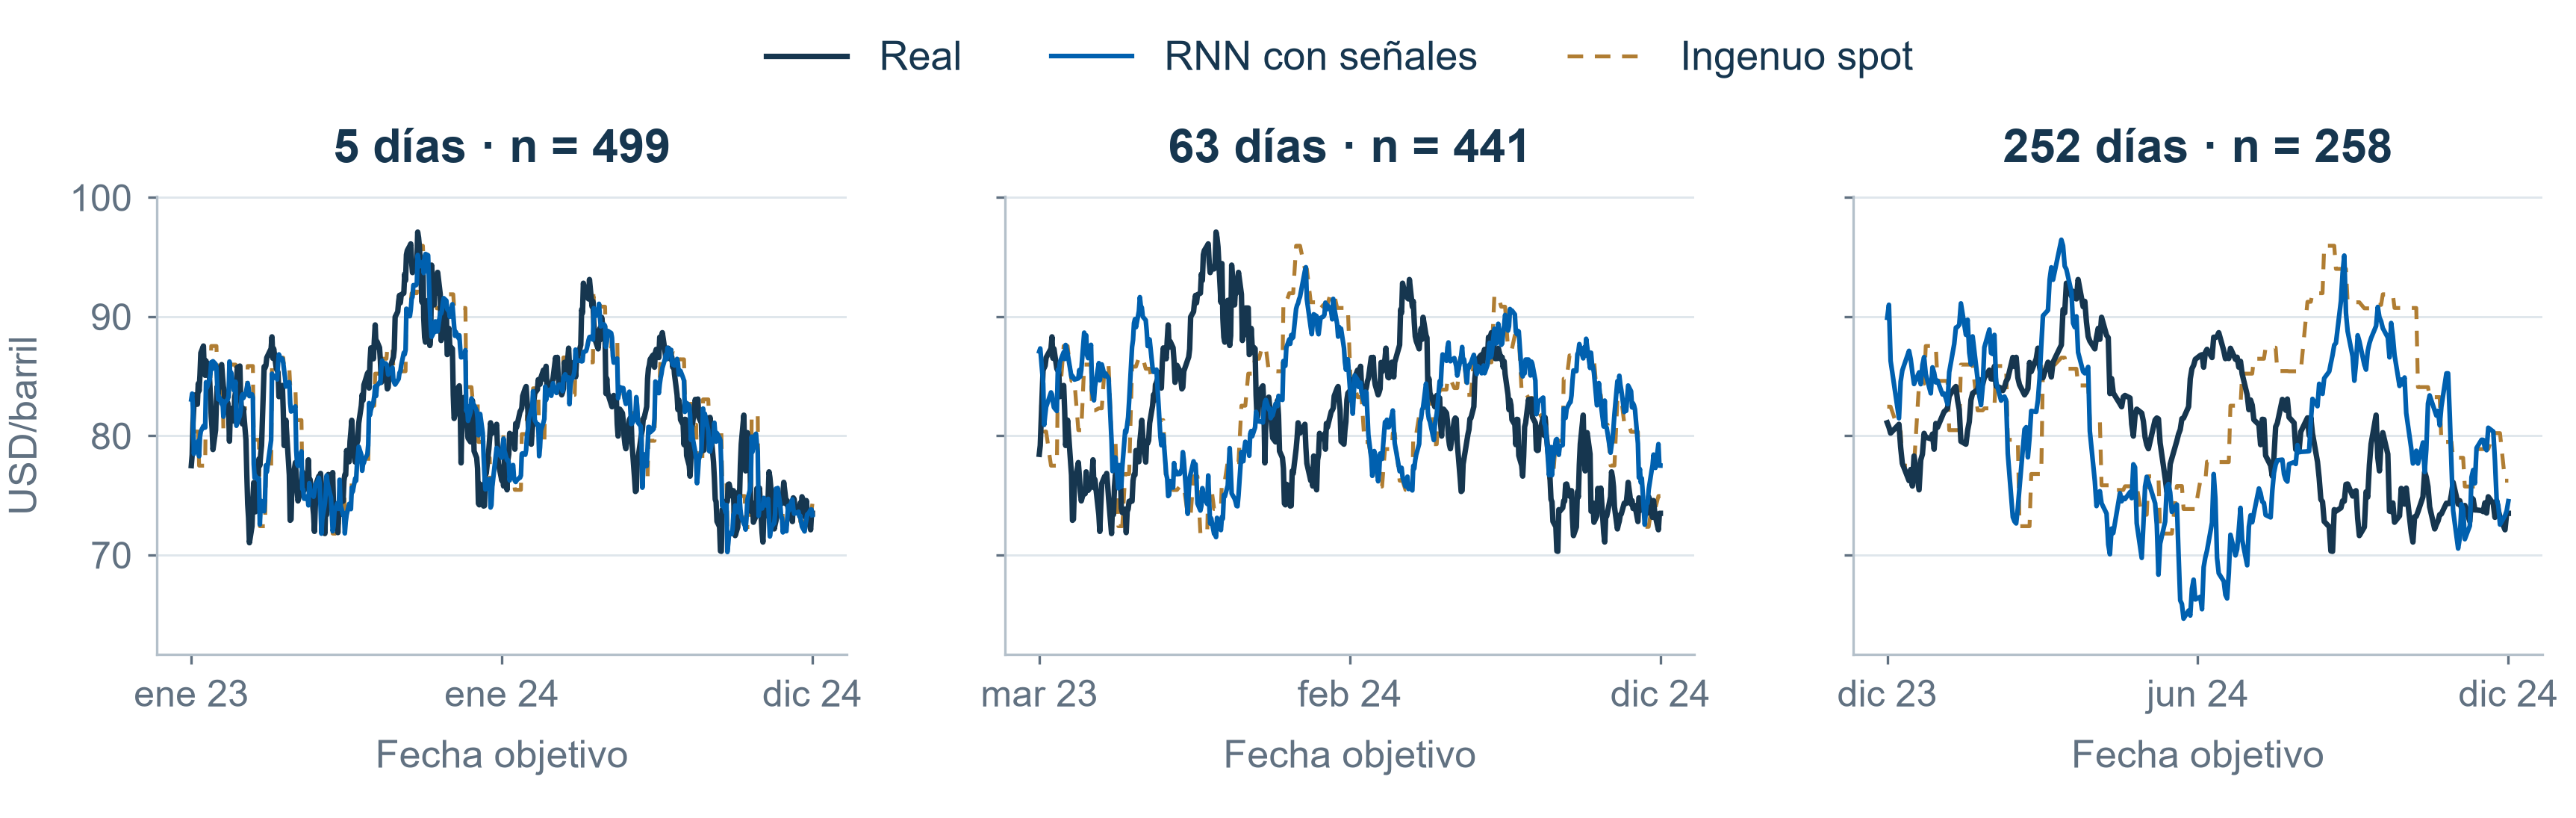 Real RNN con señales Ingenuo spot
5 días · n = 499
63 días · n = 441
252 días · n = 258
USD/barril
100
90
80
70
ene 23 ene 24 dic 24
mar 23 feb 24 dic 24
dic 23 jun 24 dic 24
Fecha objetivo
Fecha objetivo
Fecha objetivo